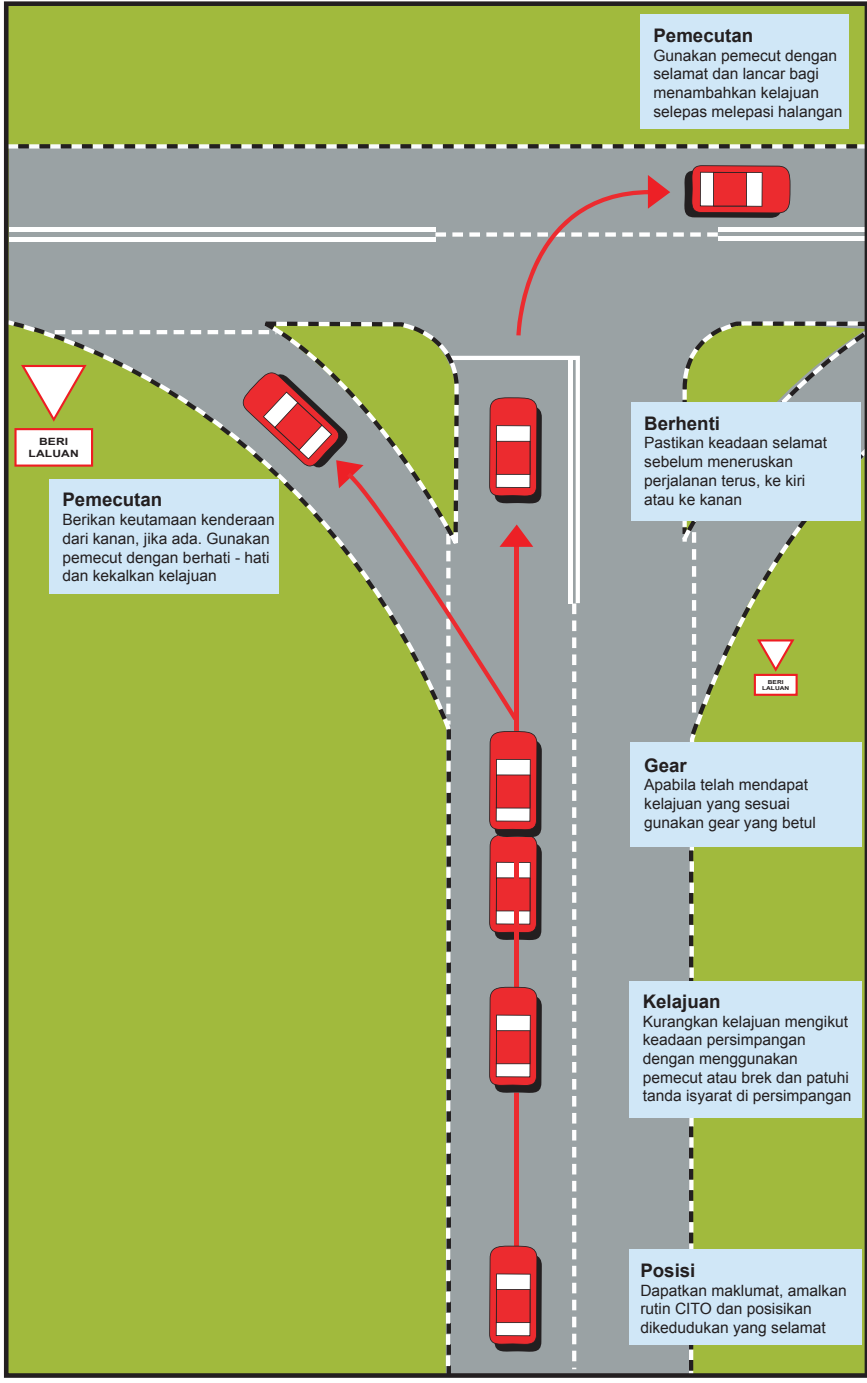 Pemecutan
Gunakan pemecut dengan
selamat dan lancar bagi
menambahkan kelajuan
selepas melepasi halangan
BERI
LALUAN
Pemecutan
Berikan keutamaan kenderaan
dari kanan, jika ada. Gunakan
pemecut dengan berhati - hati
dan kekalkan kelajuan
Berhenti
Pastikan keadaan selamat
sebelum meneruskan
perjalanan terus, ke kiri
atau ke kanan
BERI
LALUAN
Gear
Apabila telah mendapat
kelajuan yang sesuai
gunakan gear yang betul
Kelajuan
Kurangkan kelajuan mengikut
keadaan persimpangan
dengan menggunakan
pemecut atau brek dan patuhi
tanda isyarat di persimpangan
Posisi
Dapatkan maklumat, amalkan
rutin CITO dan posisikan
dikedudukan yang selamat